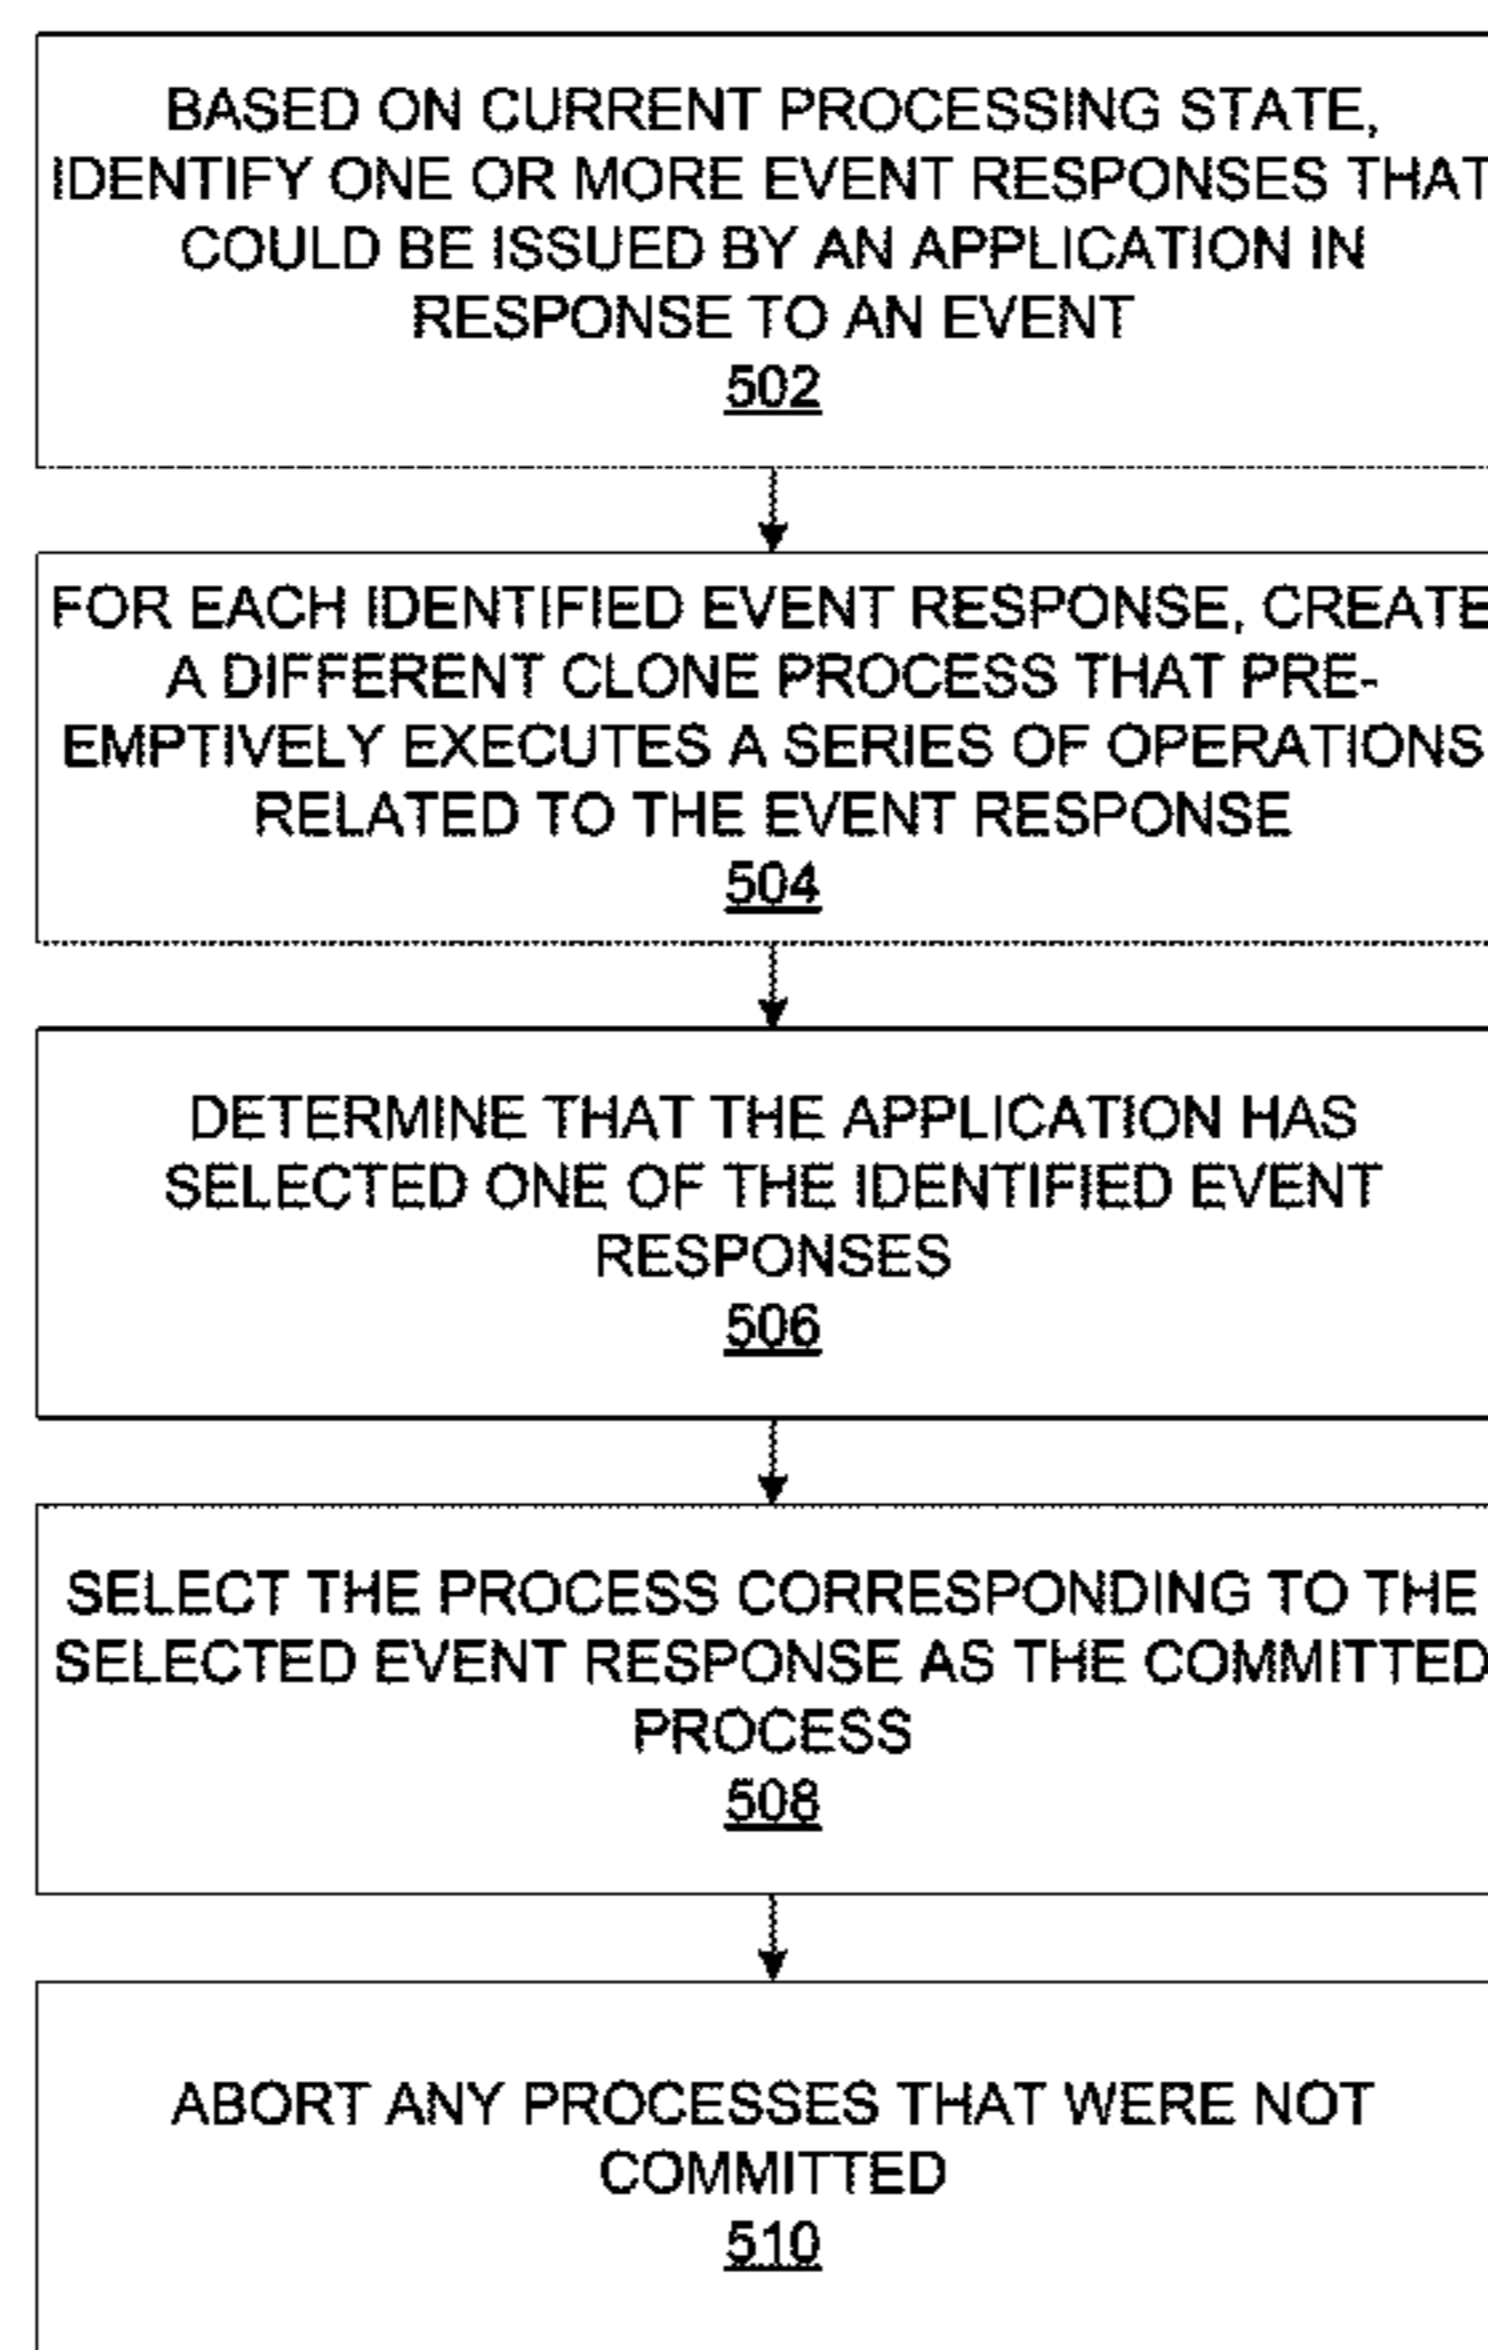 BASED ON CURRENT PROCESSING STATE,
IDENTIFY ONE OR MORE EVENT RESPONSES THAT
COULD BE ISSUED BY AN APPLICATION IN
RESPONSE TO AN EVENT
502
FOR EACH IDENTIFIED EVENT RESPONSE, CREATE
A DIFFERENT CLONE PROCESS THAT PRE-
EMPTIVELY EXECUTES A SERIES OF OPERATIONS
RELATED TO THE EVENT RESPONSE
504
DETERMINE THAT THE APPLICATION HAS
SELECTED ONE OF THE IDENTIFIED EVENT
RESPONSES
506
SELECT THE PROCESS CORRESPONDING TO THE
SELECTED EVENT RESPONSE AS THE COMMITTED
PROCESS
508
ABORT ANY PROCESSES THAT WERE NOT
COMMITTED
510